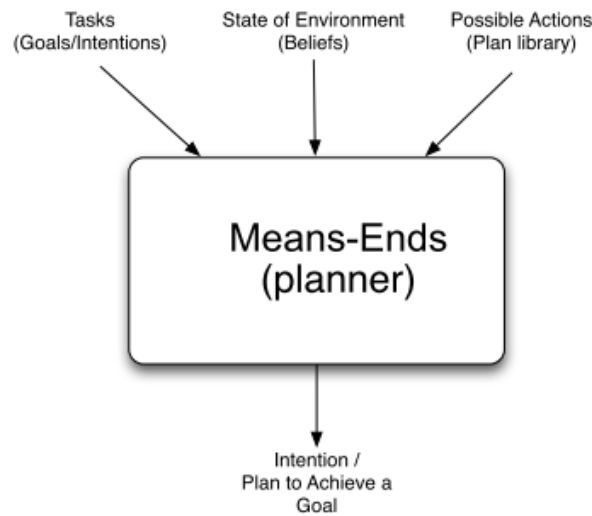 Tasks
(Goals/Intentions)
State of Environment
(Beliefs)
Possible Actions
(Plan library)
Means-Ends
(planner)
Intention /
Plan to Achieve a
Goal